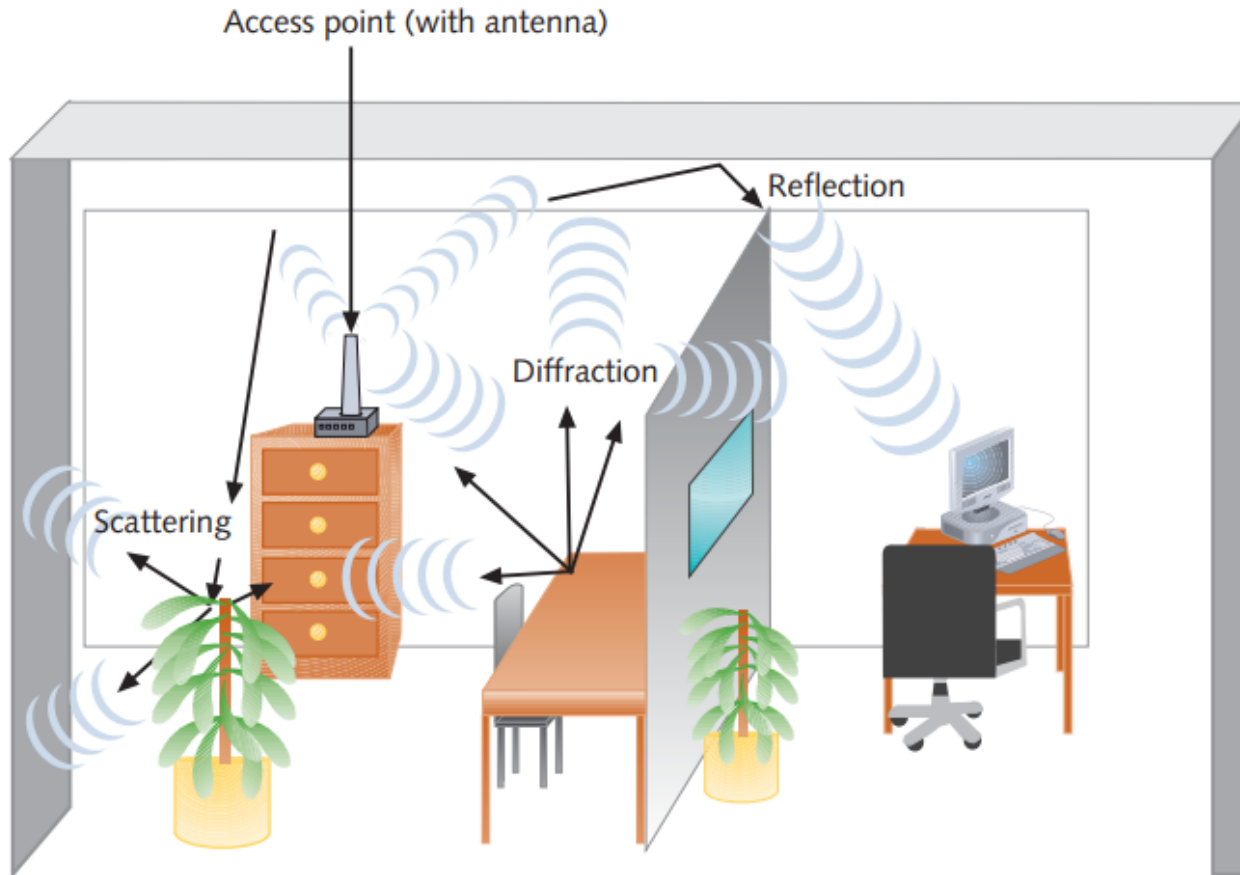 Access point (with antenna)
Reflection
Diffraction
Scattering